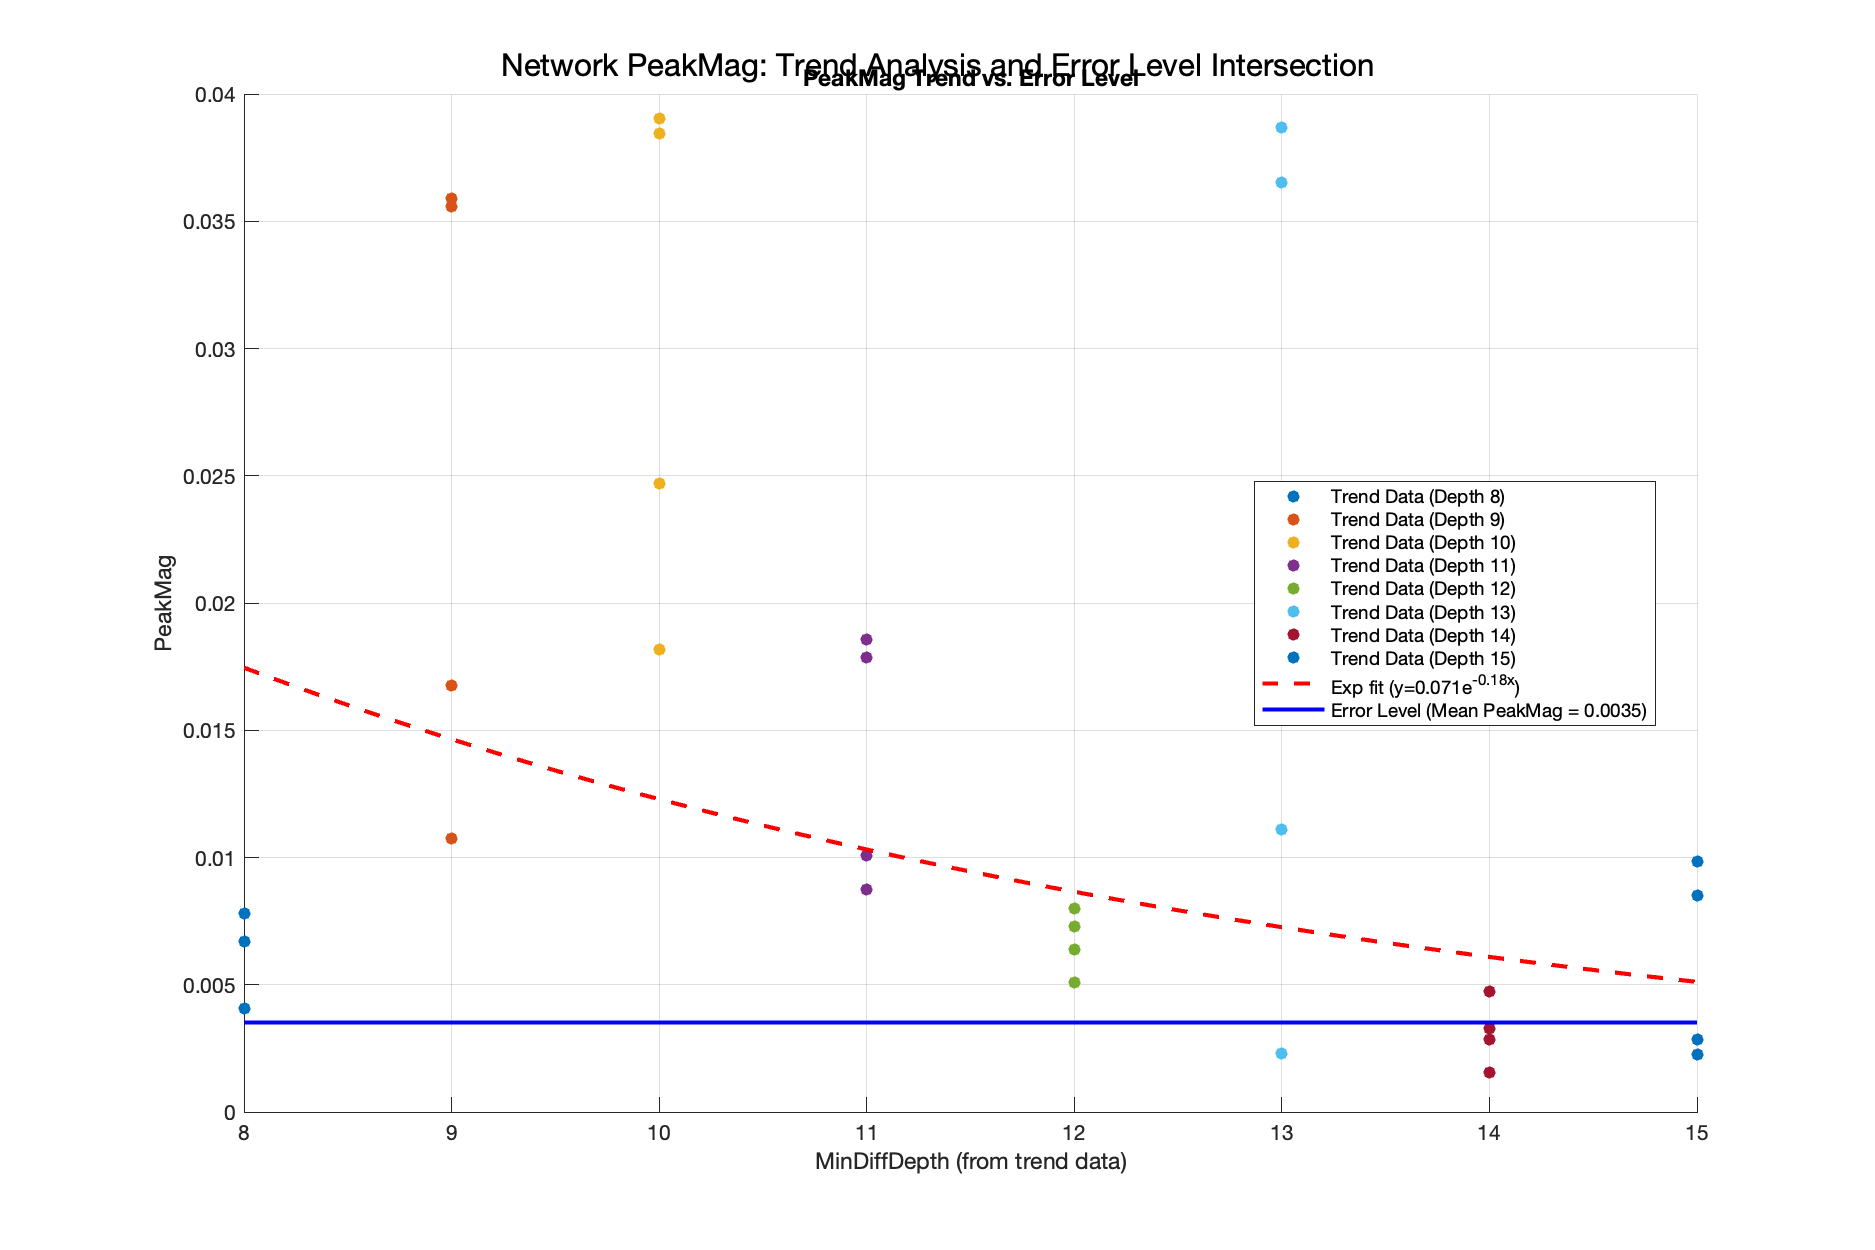 Network PeakMag: Trend Analysis and Error Level Intersection
PeakMag Trend vs. Error Level
0.04
0.035
0.03
0.025
0.02
0.015
0.01
0.005
0
PeakMag
Trend Data (Depth 8)
Trend Data (Depth 9)
Trend Data (Depth 10)
Trend Data (Depth 11)
Trend Data (Depth 12)
Trend Data (Depth 13)
Trend Data (Depth 14)
Trend Data (Depth 15)
Exp fit (y=0.071e^-0.18x)
Error Level (Mean PeakMag = 0.0035)
8 9 10 11 12 13 14 15
MinDiffDepth (from trend data)